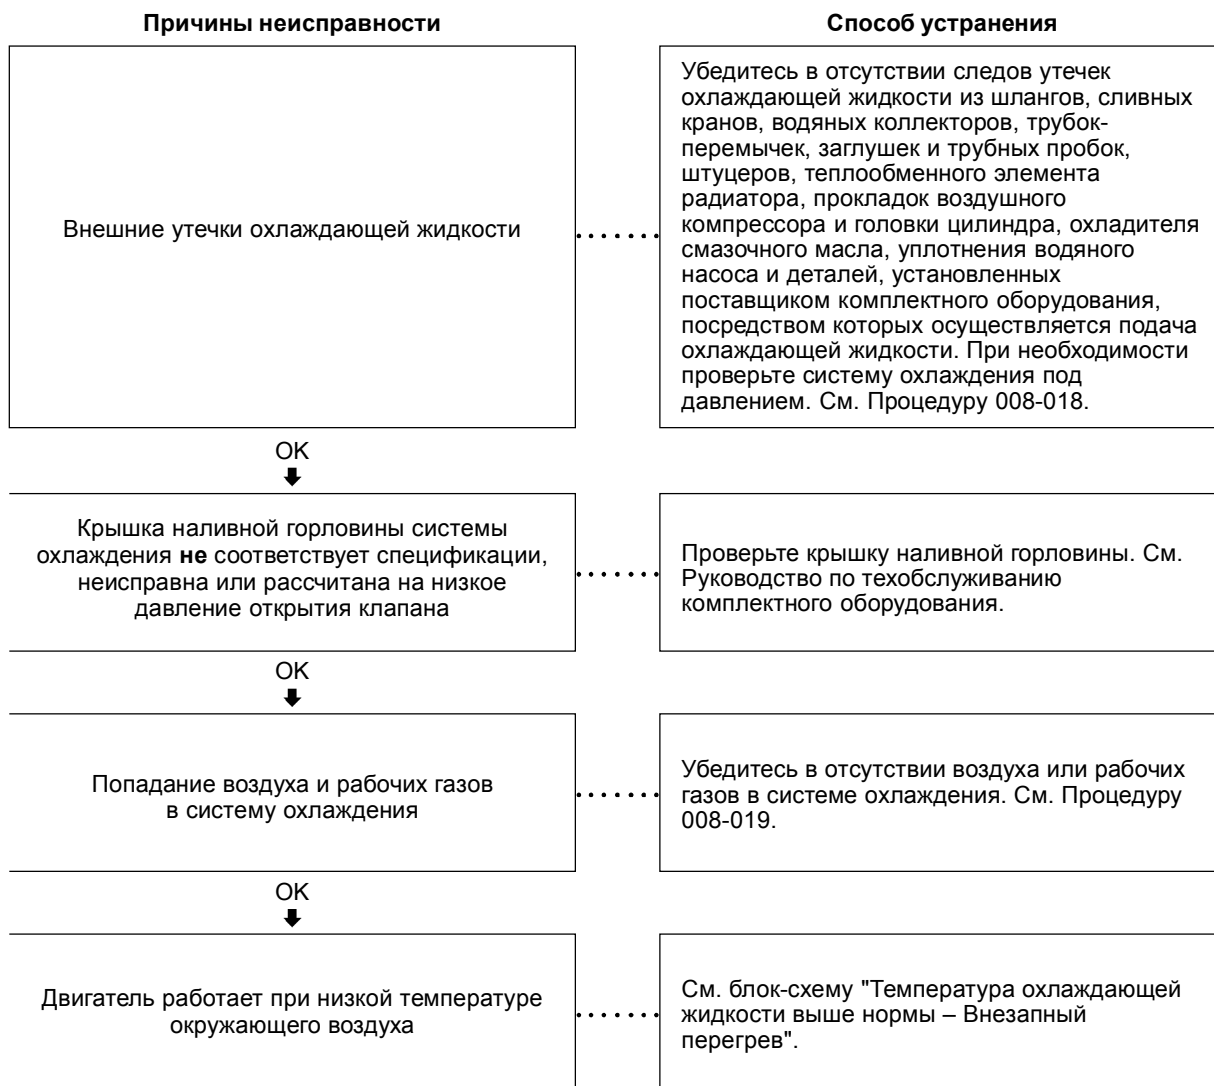 Причины неисправности
Способ устранения
Внешние утечки охлаждающей жидкости
Убедитесь в отсутствии следов утечек
охлаждающей жидкости из шлангов, сливных
кранов, водяных коллекторов, трубок-
перемычек, заглушек и трубных пробок,
штуцеров, теплообменного элемента
радиатора, прокладок воздушного
компрессора и головки цилиндра, охладителя
смазочного масла, уплотнения водяного
насоса и деталей, установленных
поставщиком комплектного оборудования,
посредством которых осуществляется подача
охлаждающей жидкости. При необходимости
проверьте систему охлаждения под
давлением. См. Процедуру 008-018.
OK
Крышка наливной горловины системы
охлаждения не соответствует спецификации,
неисправна или рассчитана на низкое
давление открытия клапана
Проверьте крышку наливной горловины. См.
Руководство по техобслуживанию
комплектного оборудования.
OK
Попадание воздуха и рабочих газов
в систему охлаждения
Убедитесь в отсутствии воздуха или рабочих
газов в системе охлаждения. См. Процедуру
008-019.
OK
Двигатель работает при низкой температуре
окружающего воздуха
См. блок-схему "Температура охлаждающей
жидкости выше нормы – Внезапный
перегрев".